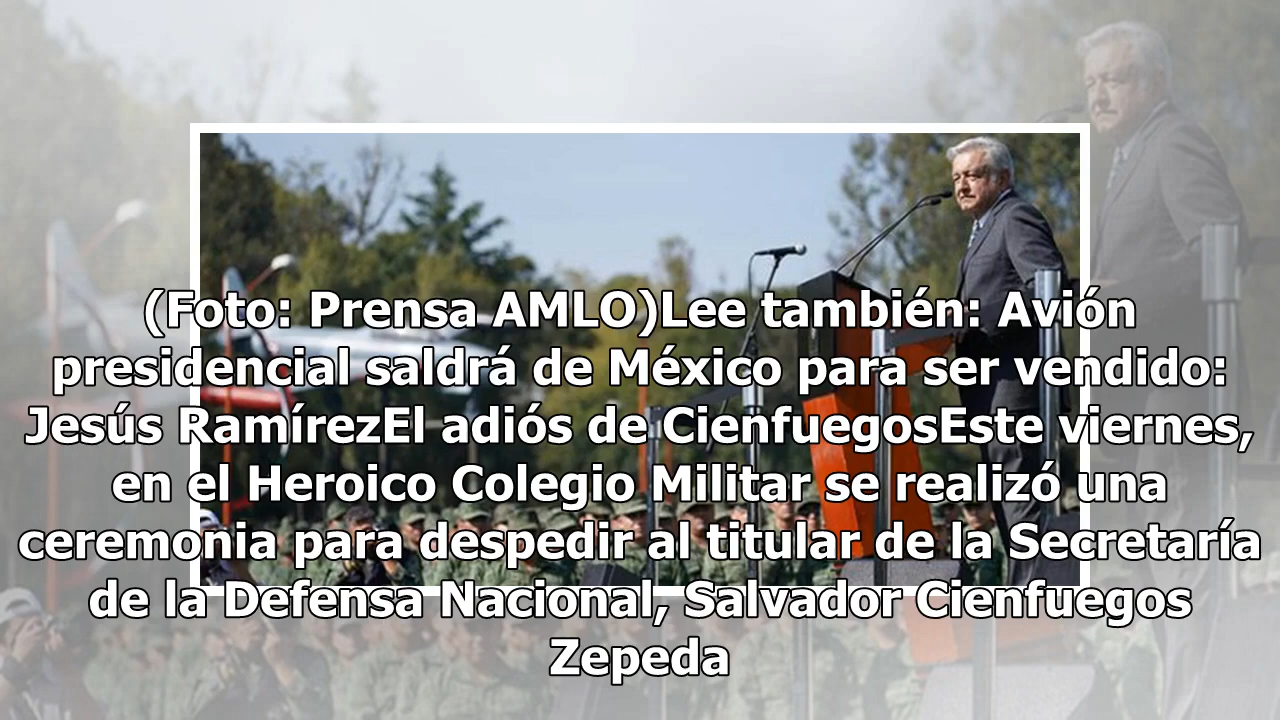 (Foto: Prensa AMLO)Lee también: Avión
presidencial saldrá de México para ser vendido:
Jesús RamírezEl adiós de CienfuegosEste viernes,
en el Heroico Colegio Militar se realizó una
ceremonia para despedir al titular de la Secretaría
de la Defensa Nacional, Salvador Cienfuegos
Zepeda